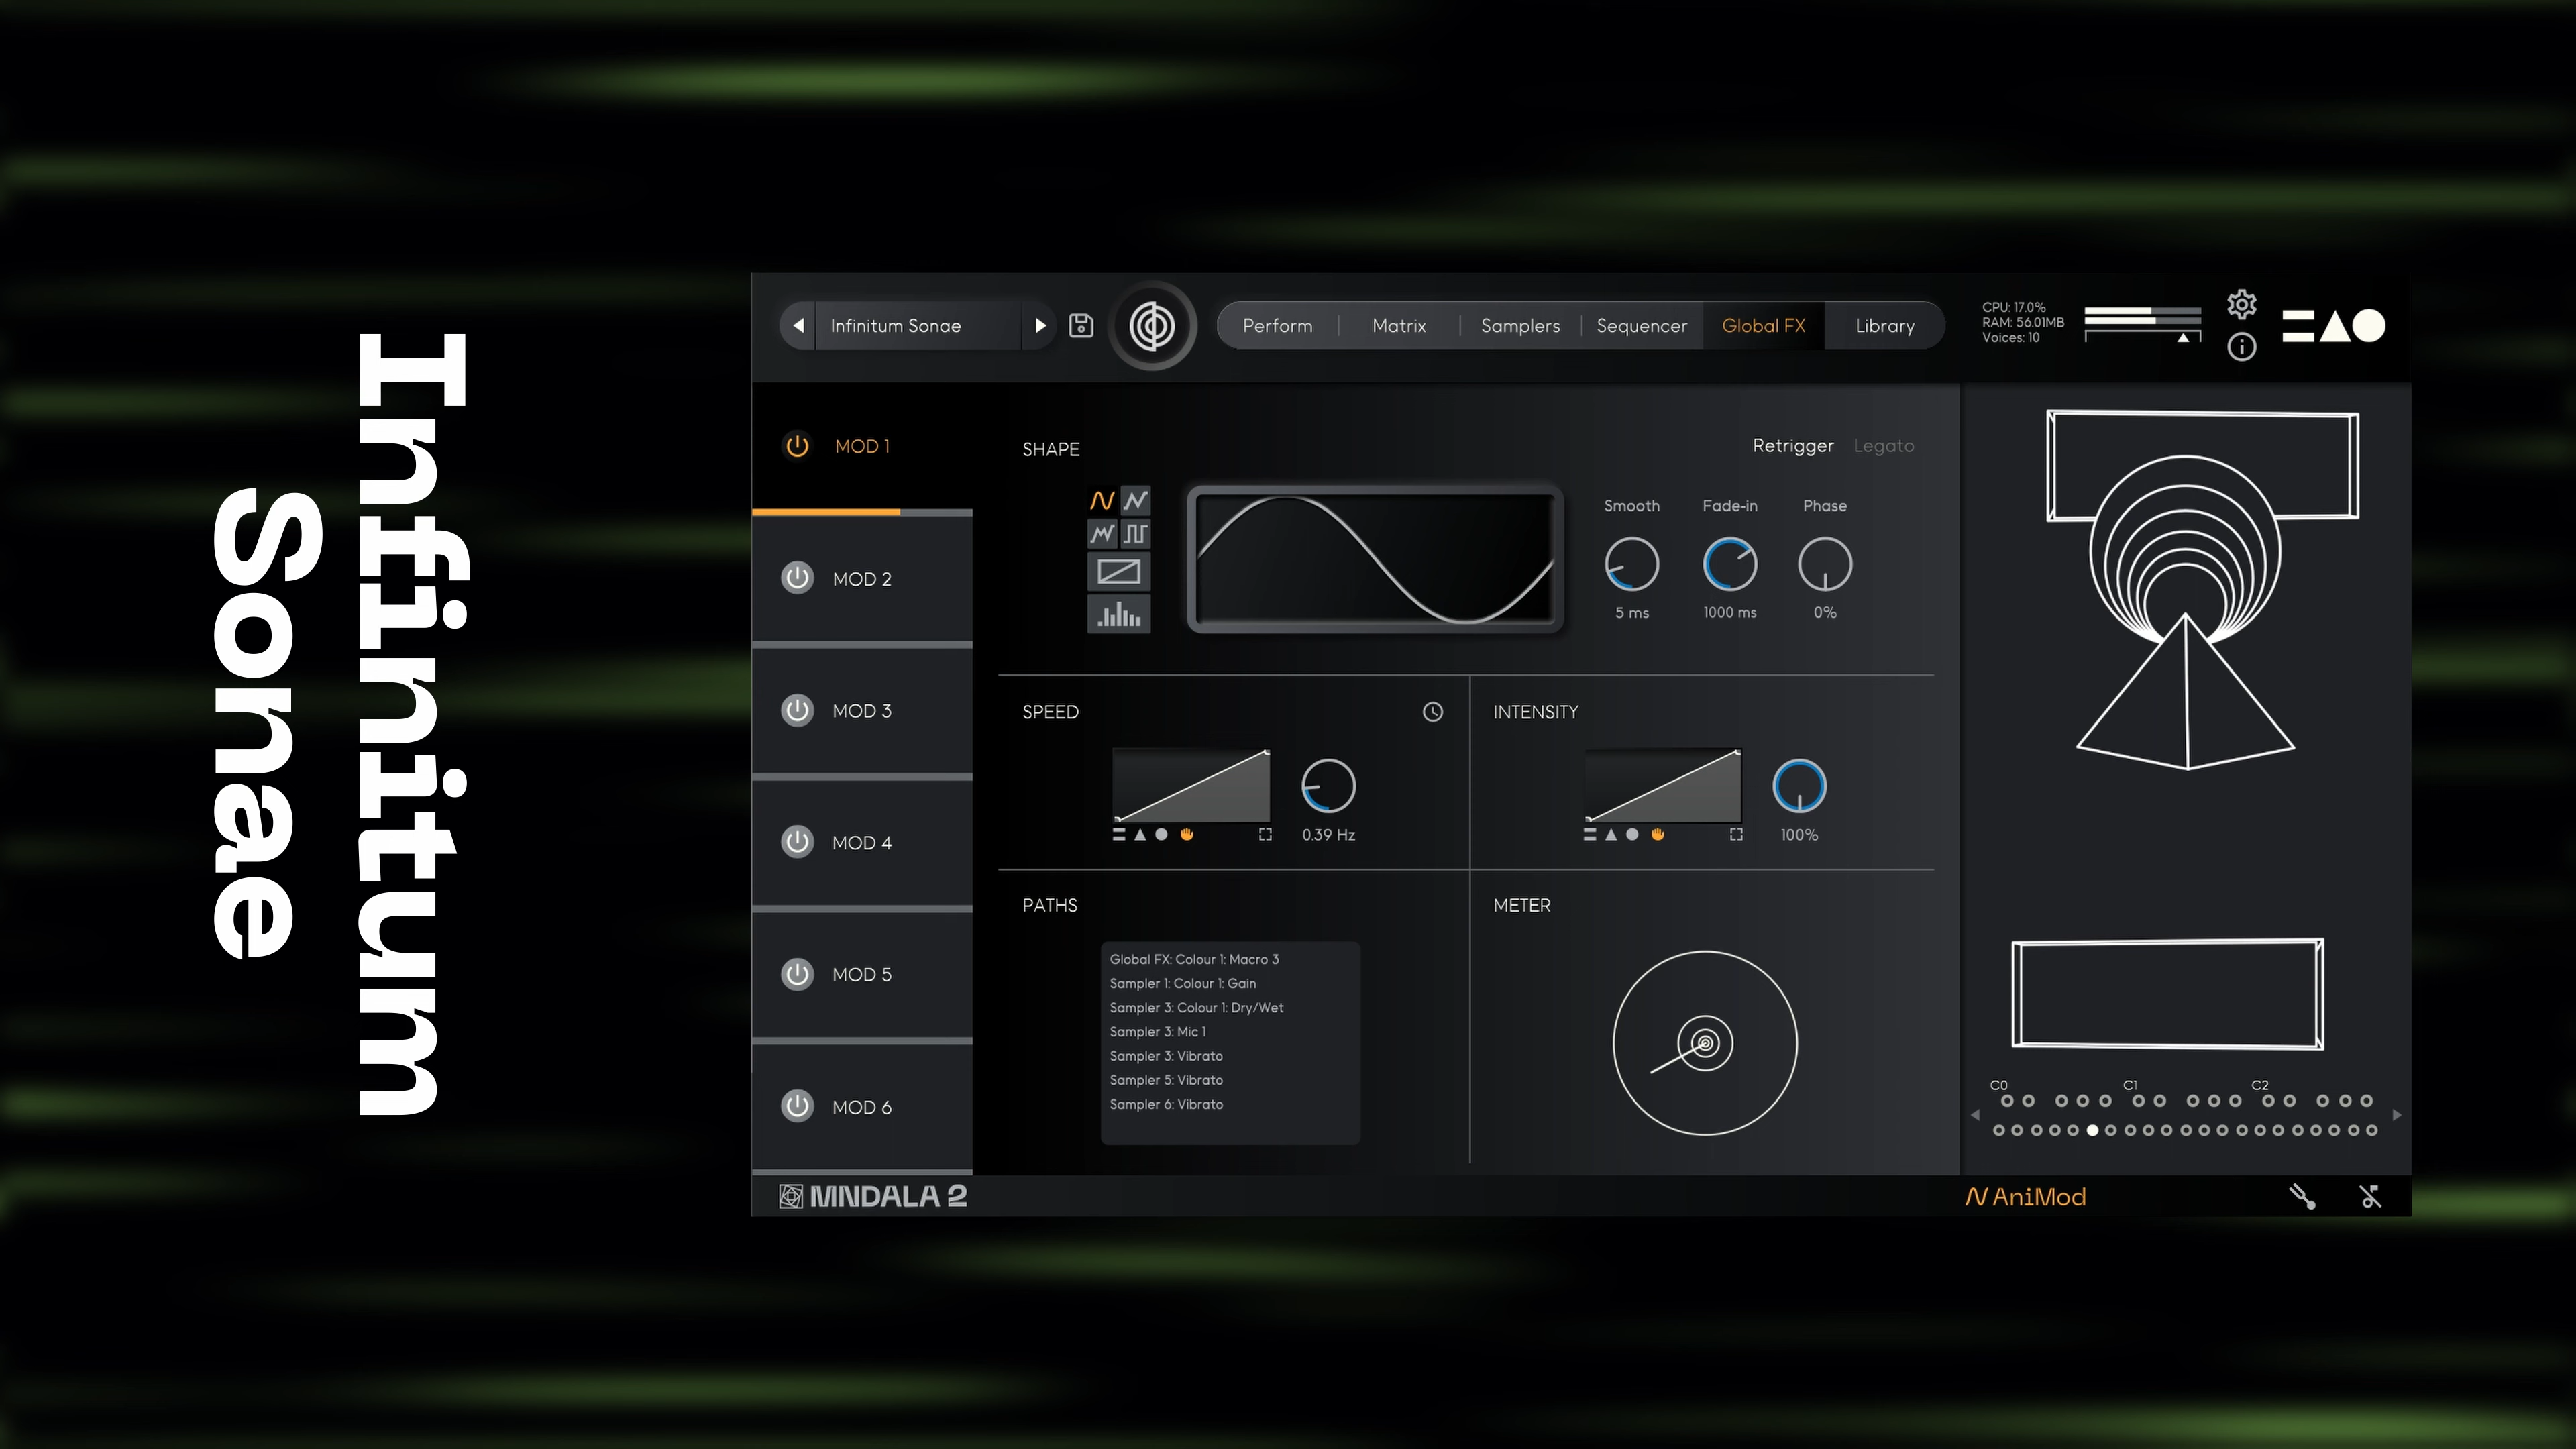 Infinitum
Sonae
Infinitum Sonae
Perform
Matrix
Samplers
Sequencer
Global FX
Library
CPU: 17.0%
RAM: 56.01MB
Voices: 10
MOD 1
MOD 2
MOD 3
MOD 4
MOD 5
MOD 6
SHAPE
Retrigger Legato
Smooth
Fade-in
Phase
5 ms
1000 ms
0%
SPEED
0.39 Hz
INTENSITY
100%
PATHS
Global FX: Colour 1: Macro 3
Sampler 1: Colour 1: Gain
Sampler 3: Colour 1: Dry/Wet
Sampler 3: Mic 1
Sampler 3: Vibrato
Sampler 5: Vibrato
Sampler 6: Vibrato
METER
C0
C1
C2
MNDALA 2
AniMod